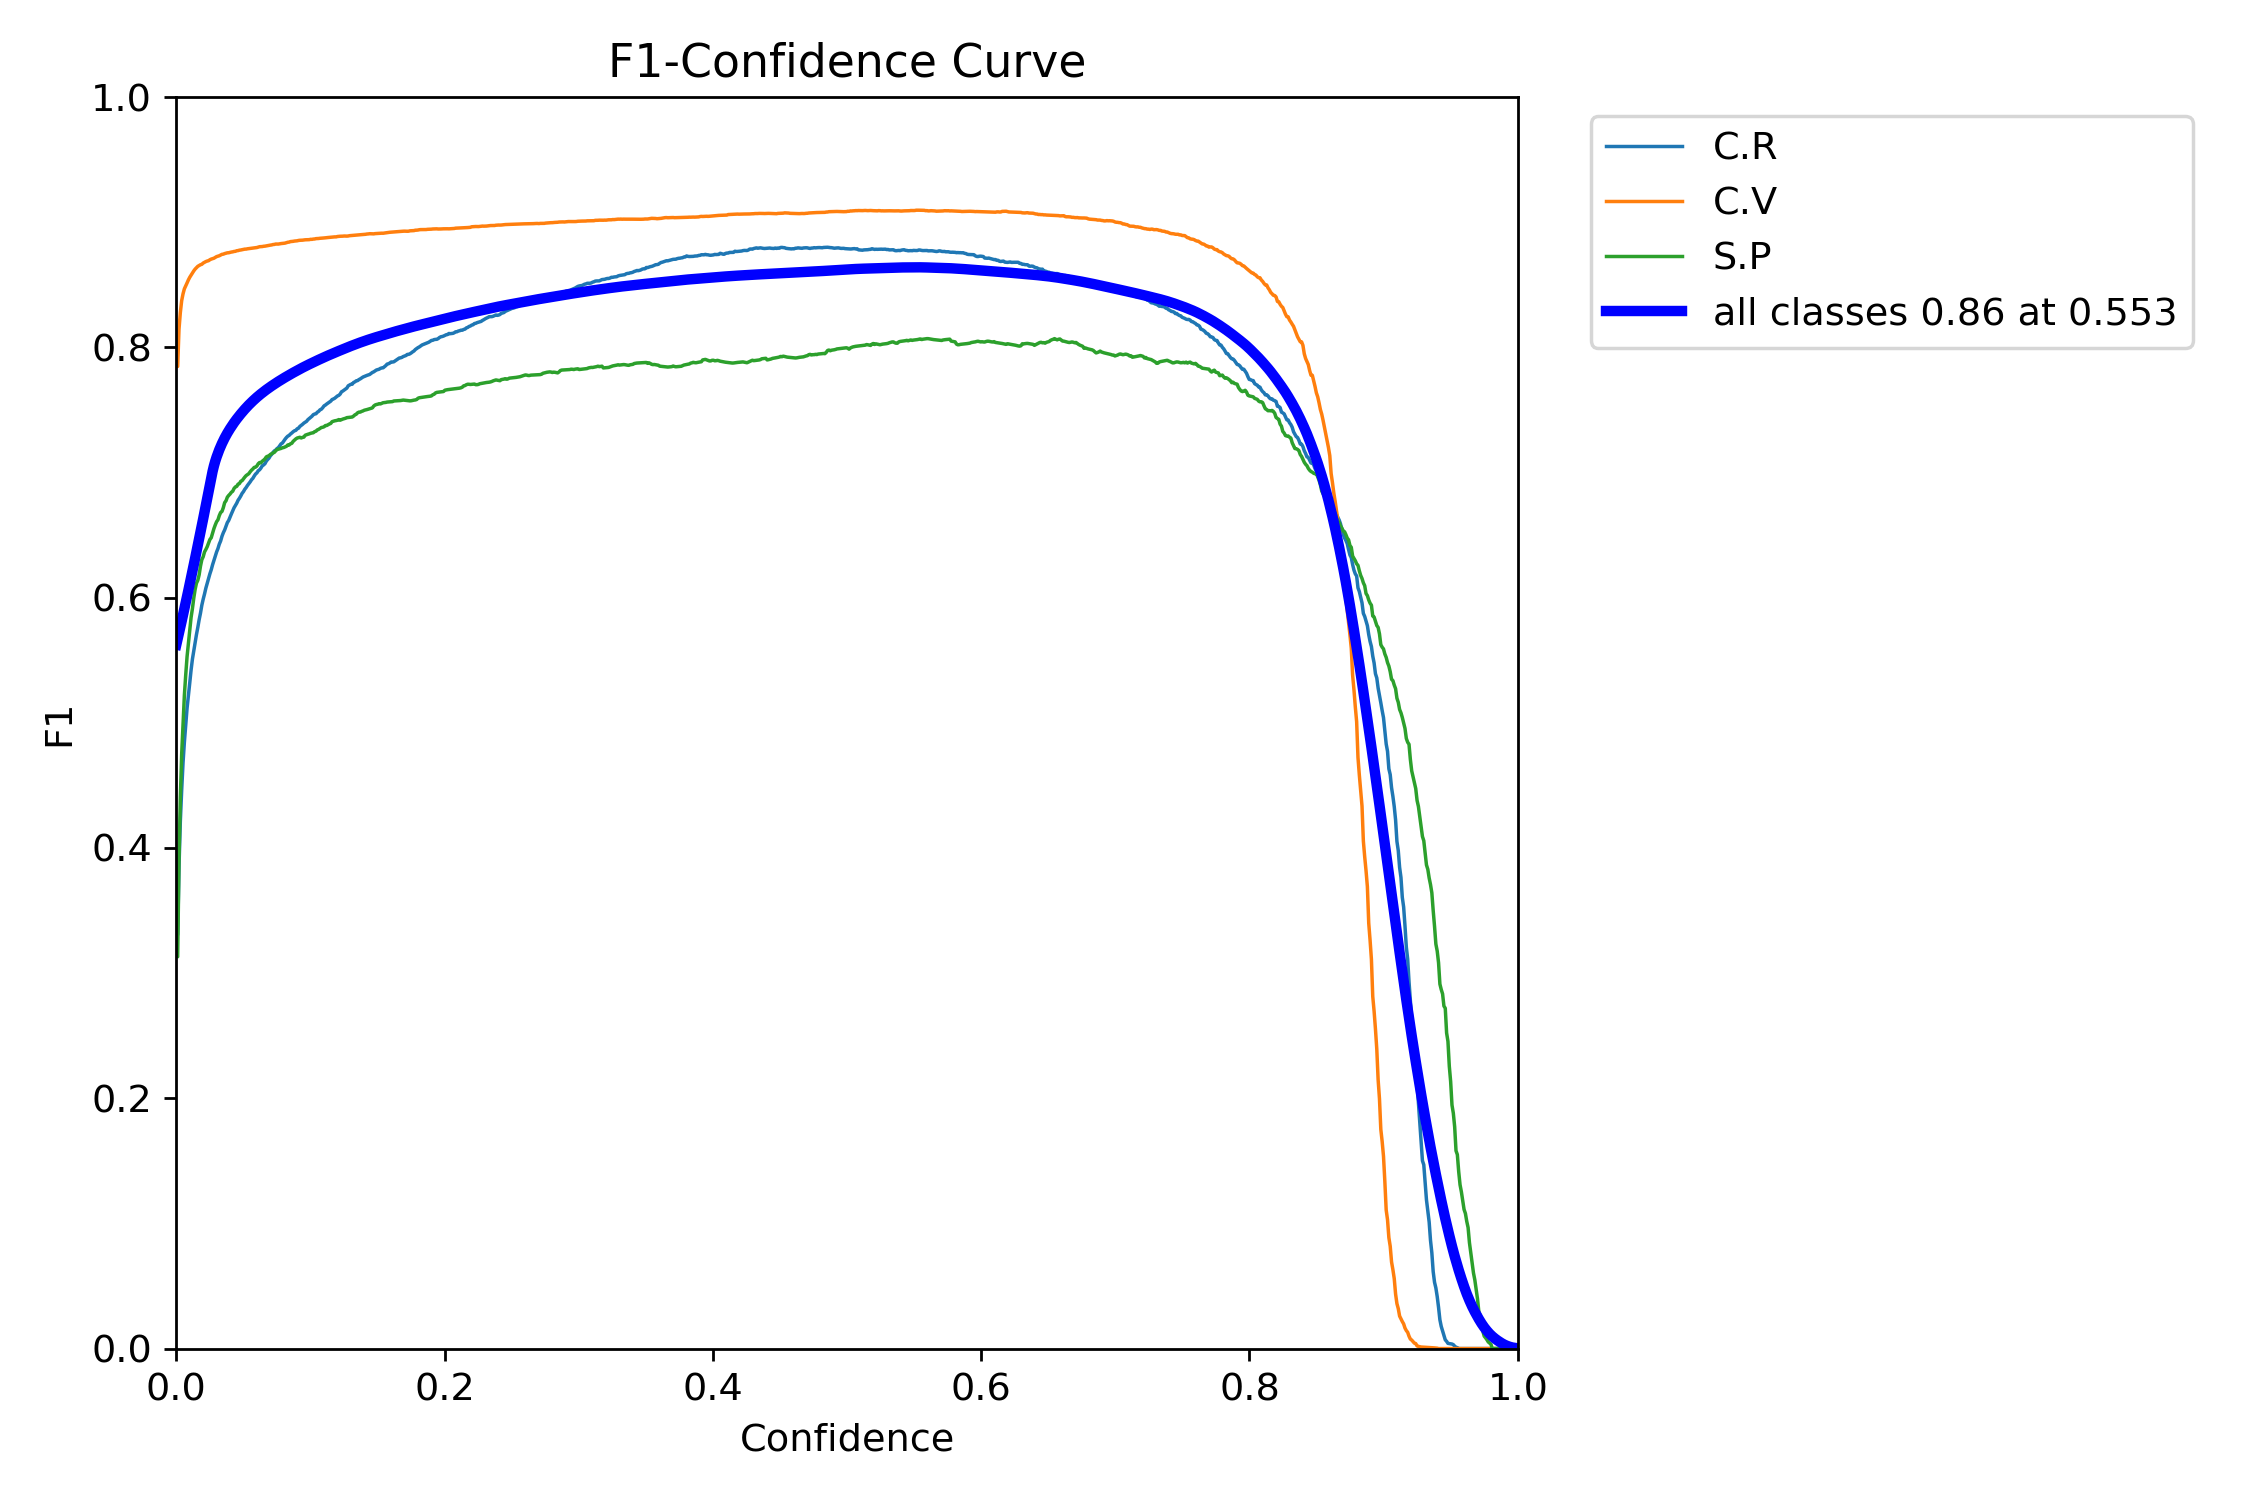 F1-Confidence Curve
1.0
0.8
0.6
0.4
0.2
0.0
F1
0.0 0.2 0.4 0.6 0.8 1.0
Confidence
C.R
C.V
S.P
all classes 0.86 at 0.553